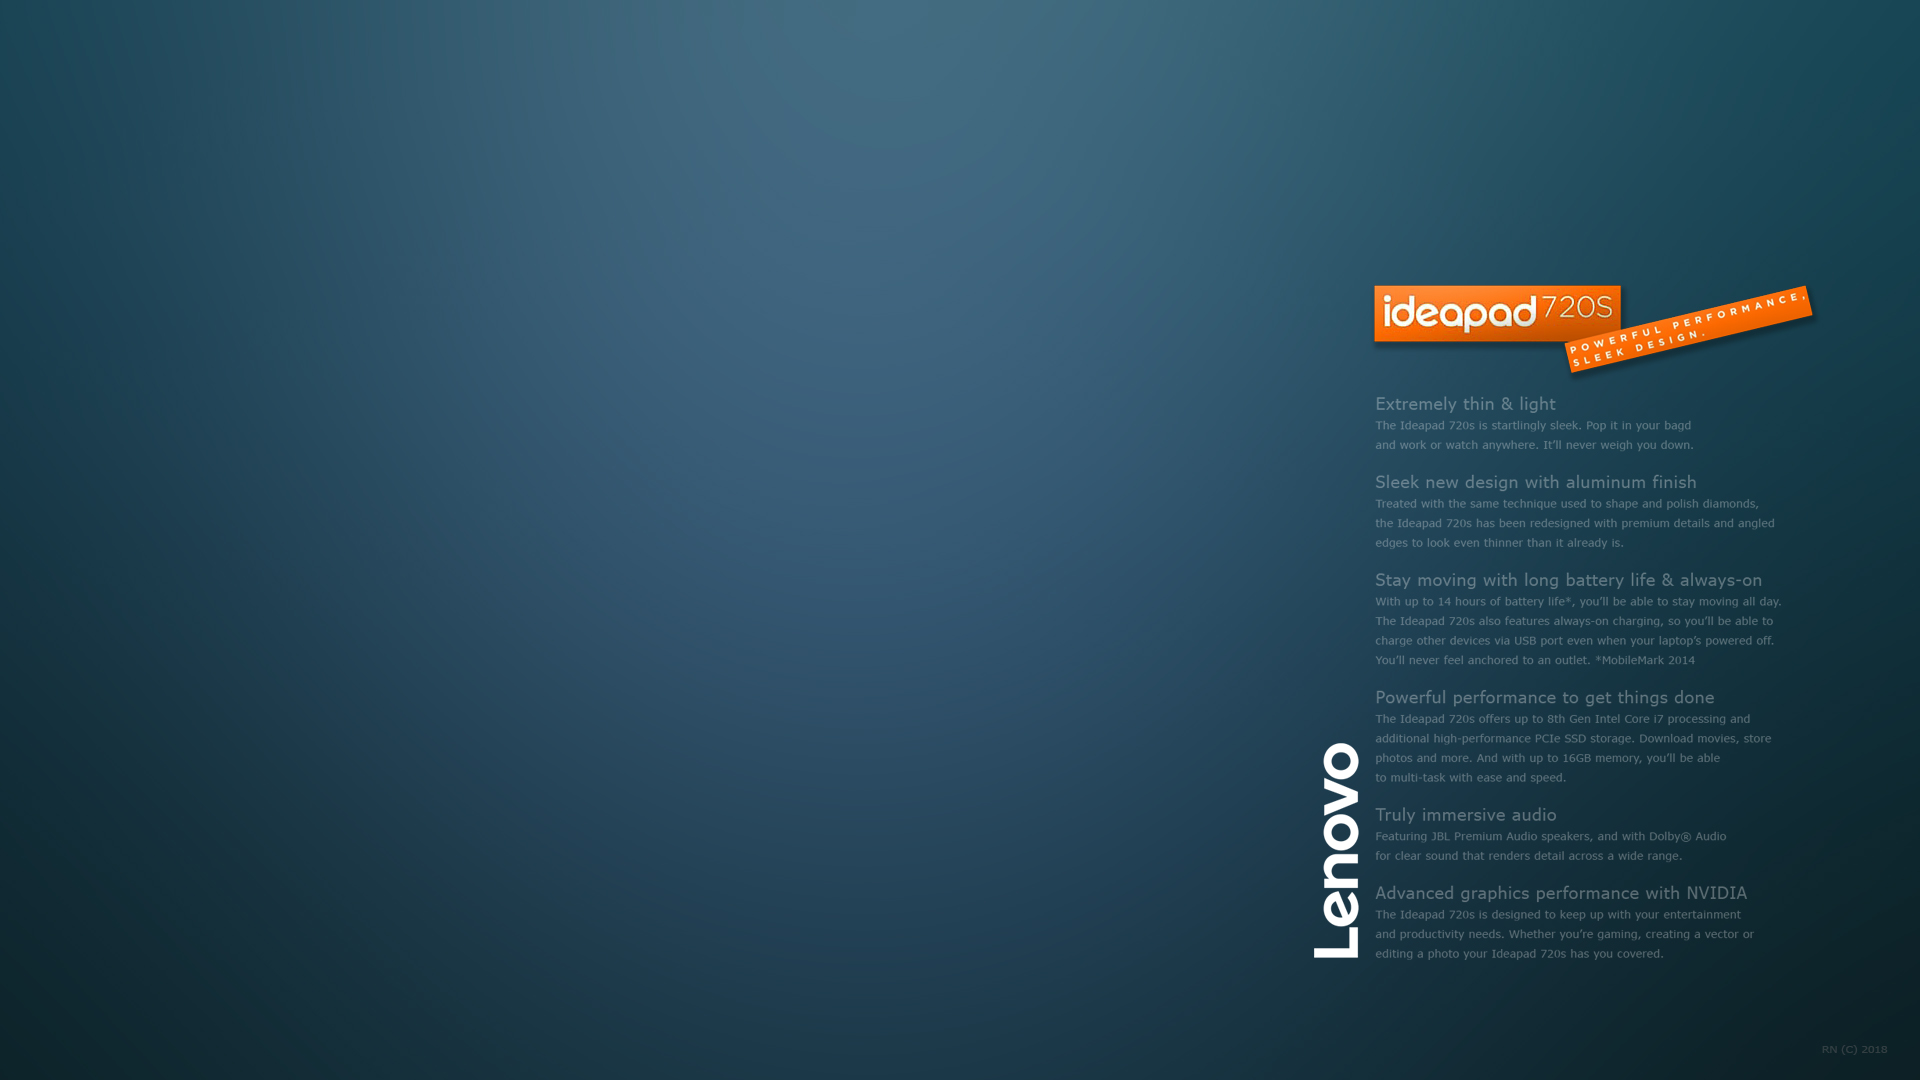 ideapad 720S
POWERFUL PERFORMANCE,
SLEEK DESIGN.
Extremely thin & light
The Ideapad 720s is startlingly sleek. Pop it in your bagd
and work or watch anywhere. It'll never weigh you down.
Sleek new design with aluminum finish
Treated with the same technique used to shape and polish diamonds,
the Ideapad 720s has been redesigned with premium details and angled
edges to look even thinner than it already is.
Stay moving with long battery life & always-on
With up to 14 hours of battery life*, you'll be able to stay moving all day.
The Ideapad 720s also features always-on charging, so you'll be able to
charge other devices via USB port even when your laptop's powered off.
You'll never feel anchored to an outlet. *MobileMark 2014
Powerful performance to get things done
The Ideapad 720s offers up to 8th Gen Intel Core i7 processing and
additional high-performance PCIe SSD storage. Download movies, store
photos and more. And with up to 16GB memory, you'll be able
to multi-task with ease and speed.
Truly immersive audio
Featuring JBL Premium Audio speakers, and with Dolby® Audio
for clear sound that renders detail across a wide range.
Advanced graphics performance with NVIDIA
The Ideapad 720s is designed to keep up with your entertainment
and productivity needs. Whether you're gaming, creating a vector or
editing a photo your Ideapad 720s has you covered.
Lenovo
RN (C) 2018